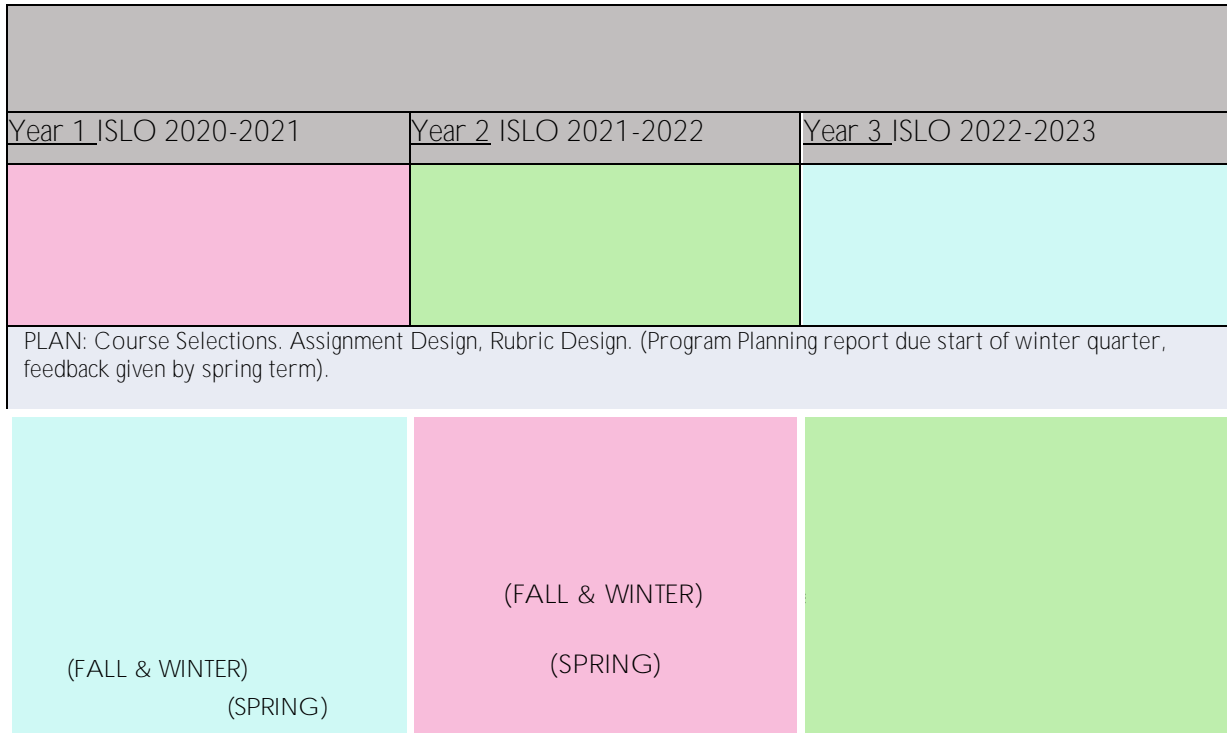 Year 1 ISLO 2020-2021
Year 2 ISLO 2021-2022
Year 3 ISLO 2022-2023
PLAN: Course Selections. Assignment Design, Rubric Design. (Program Planning report due start of winter quarter,
feedback given by spring term).
(FALL & WINTER)
(SPRING)
(FALL & WINTER)
(SPRING)